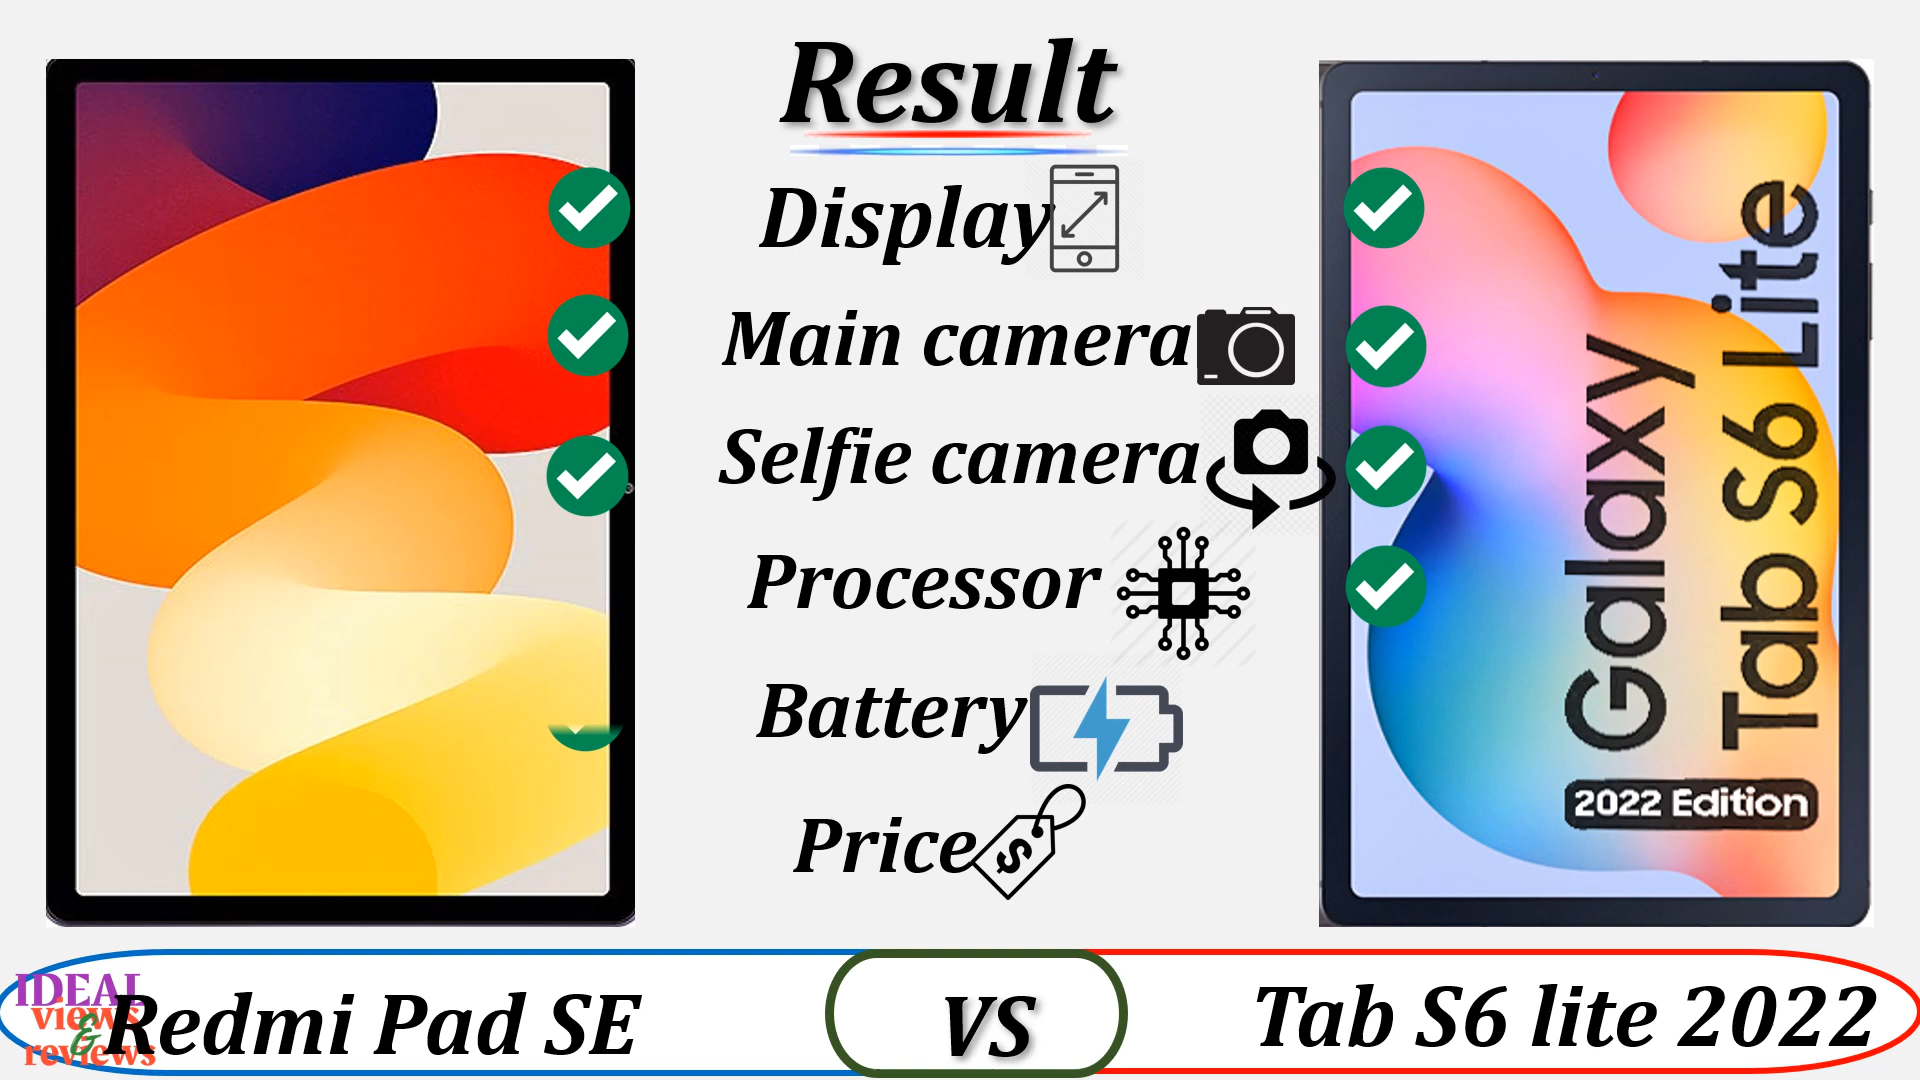 Result
Display
Main camera
Selfie camera
Processor
Battery
Price
$
Galaxy
Tab S6 Lite
2022 Edition
IDEAL
views
&
reviews
Redmi Pad SE
VS
Tab S6 lite 2022